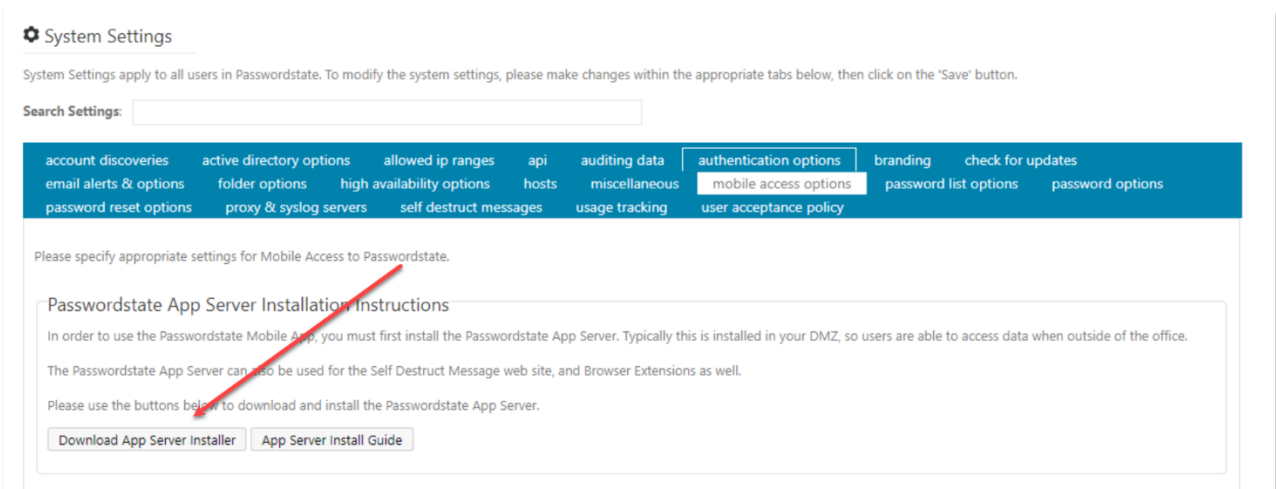 System Settings
System Settings apply to all users in Passwordstate. To modify the system settings, please make changes within the appropriate tabs below, then click on the 'Save' button.
Search Settings:
account discoveries active directory options allowed ip ranges api auditing data authentication options branding check for updates
email alerts & options folder options high availability options hosts miscellaneous mobile access options password list options password options
password reset options proxy & syslog servers self destruct messages usage tracking user acceptance policy
Please specify appropriate settings for Mobile Access to Passwordstate.
Passwordstate App Server Installation Instructions
In order to use the Passwordstate Mobile App, you must first install the Passwordstate App Server. Typically this is installed in your DMZ, so users are able to access data when outside of the office.
The Passwordstate App Server can also be used for the Self Destruct Message web site, and Browser Extensions as well.
Please use the buttons below to download and install the Passwordstate App Server.
Download App Server Installer App Server Install Guide